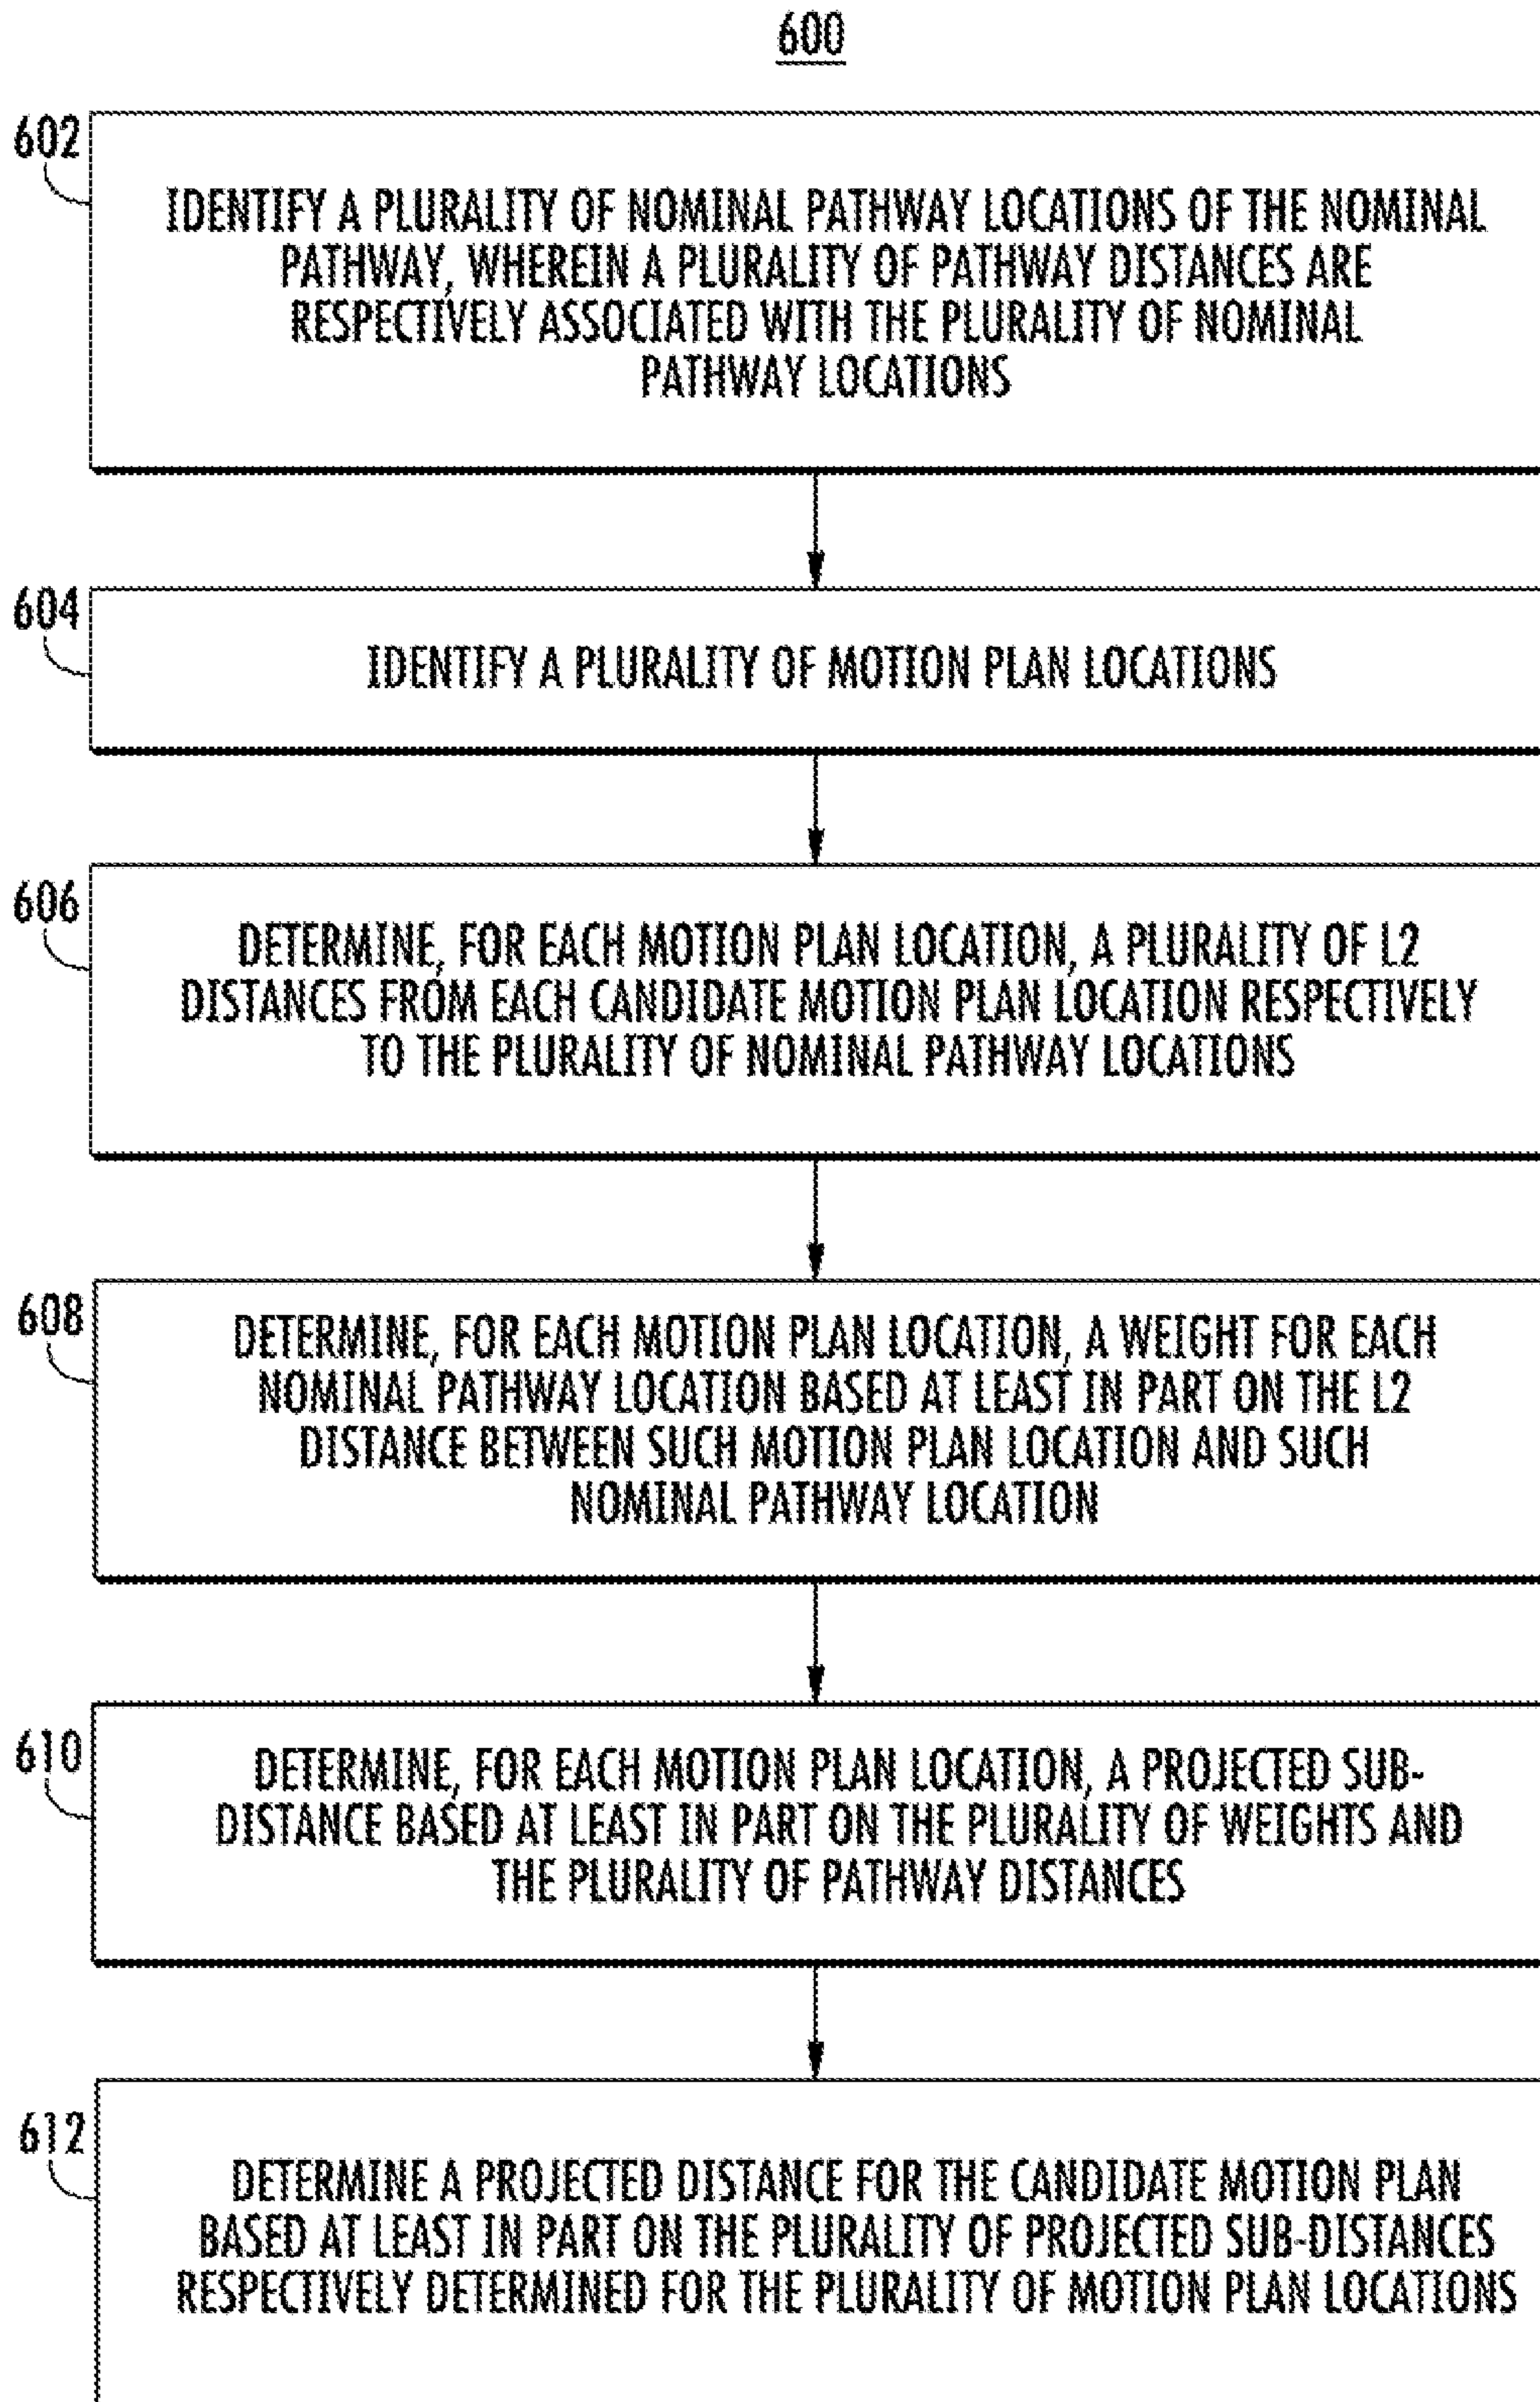 600
602
IDENTIFY A PLURALITY OF NOMINAL PATHWAY LOCATIONS OF THE NOMINAL
PATHWAY, WHEREIN A PLURALITY OF PATHWAY DISTANCES ARE
RESPECTIVELY ASSOCIATED WITH THE PLURALITY OF NOMINAL
PATHWAY LOCATIONS
604
IDENTIFY A PLURALITY OF MOTION PLAN LOCATIONS
606
DETERMINE, FOR EACH MOTION PLAN LOCATION, A PLURALITY OF L2
DISTANCES FROM EACH CANDIDATE MOTION PLAN LOCATION RESPECTIVELY
TO THE PLURALITY OF NOMINAL PATHWAY LOCATIONS
608
DETERMINE, FOR EACH MOTION PLAN LOCATION, A WEIGHT FOR EACH
NOMINAL PATHWAY LOCATION BASED AT LEAST IN PART ON THE L2
DISTANCE BETWEEN SUCH MOTION PLAN LOCATION AND SUCH
NOMINAL PATHWAY LOCATION
610
DETERMINE, FOR EACH MOTION PLAN LOCATION, A PROJECTED SUB-
DISTANCE BASED AT LEAST IN PART ON THE PLURALITY OF WEIGHTS AND
THE PLURALITY OF PATHWAY DISTANCES
612
DETERMINE A PROJECTED DISTANCE FOR THE CANDIDATE MOTION PLAN
BASED AT LEAST IN PART ON THE PLURALITY OF PROJECTED SUB-DISTANCES
RESPECTIVELY DETERMINED FOR THE PLURALITY OF MOTION PLAN LOCATIONS